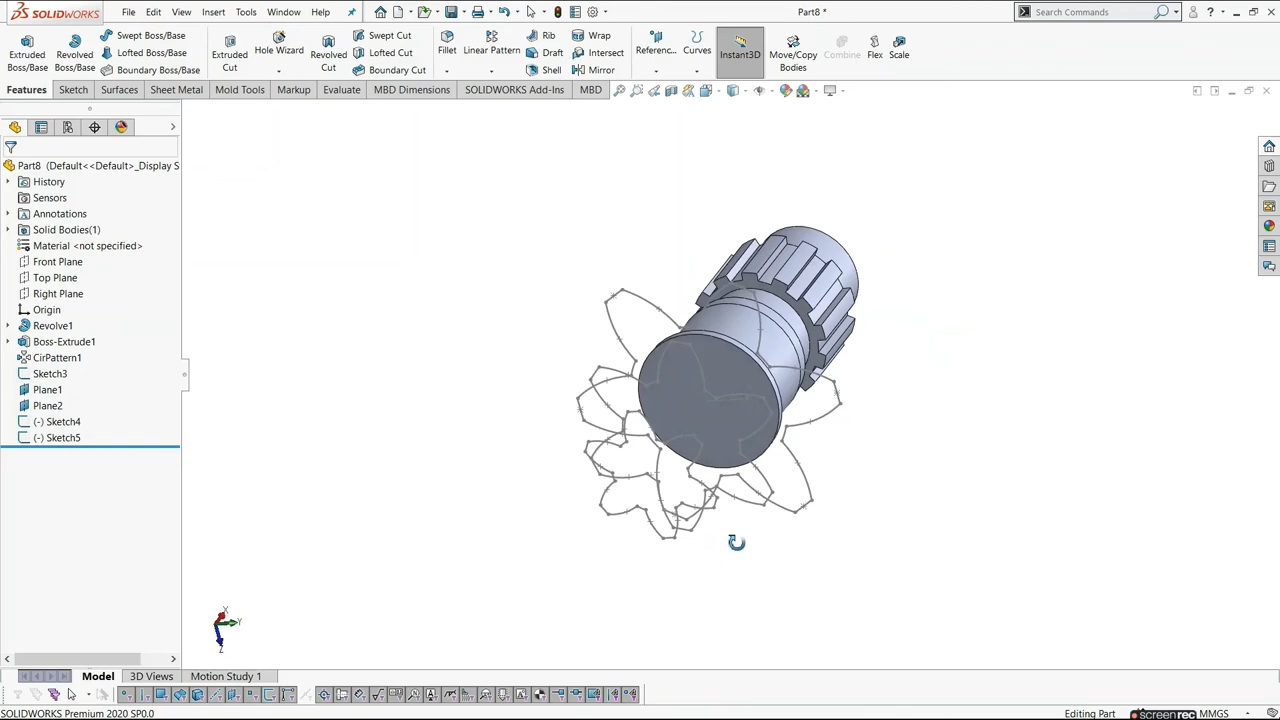 SOLIDWORKS File Edit View Insert Tools Window Help Part8 * Search Commands ?
Extruded Boss/Base Revolved Boss/Base Swept Boss/Base Lofted Boss/Base Boundary Boss/Base Extruded Cut Hole Wizard Revolved Cut Swept Cut Lofted Cut Boundary Cut Fillet Linear Pattern Rib Draft Shell Wrap Intersect Mirror Referenc... Curves Instant3D Move/Copy Bodies Combine Flex Scale
Features Sketch Surfaces Sheet Metal Mold Tools Markup Evaluate MBD Dimensions SOLIDWORKS Add-Ins MBD
Part8 (Default<<Default>_Display S
History
Sensors
Annotations
Solid Bodies(1)
Material <not specified>
Front Plane
Top Plane
Right Plane
Origin
Revolve1
Boss-Extrude1
CirPattern1
Sketch3
Plane1
Plane2
(-) Sketch4
(-) Sketch5
X
Y
Z
Model 3D Views Motion Study 1
SOLIDWORKS Premium 2020 SP0.0 Editing Part screenrec MMGS